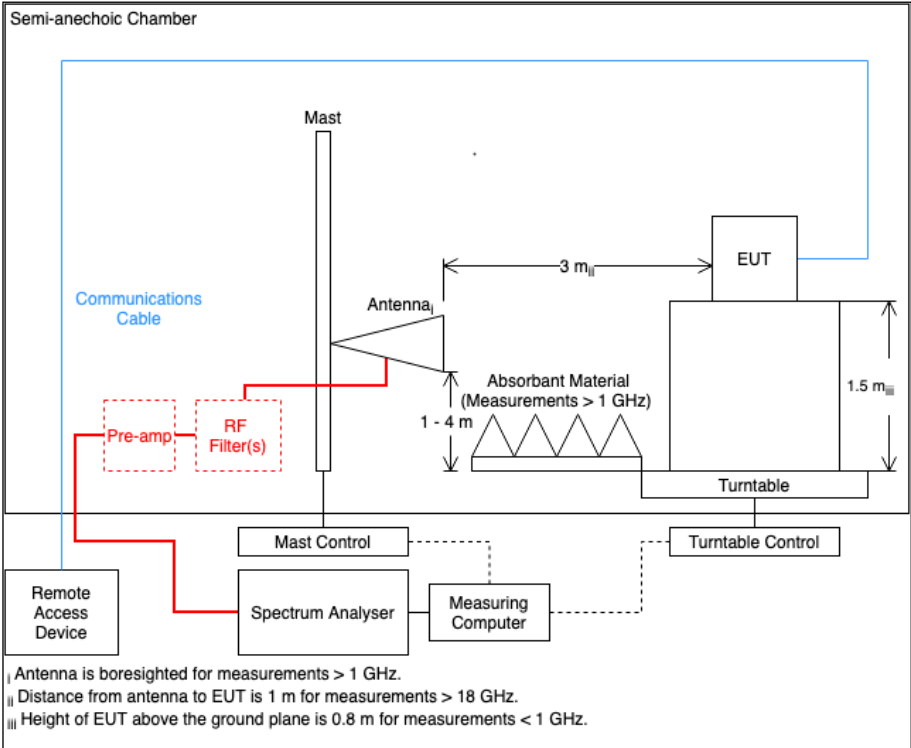 Semi-anechoic Chamber
Mast
EUT
3 mii
Communications
Cable
Antennai
Absorbant Material
(Measurements > 1 GHz)
1.5 miii
1 - 4 m
Pre-amp
RF
Filter(s)
Turntable
Mast Control
Turntable Control
Remote
Access
Device
Spectrum Analyser
Measuring
Computer
i Antenna is boresighted for measurements > 1 GHz.
ii Distance from antenna to EUT is 1 m for measurements > 18 GHz.
iii Height of EUT above the ground plane is 0.8 m for measurements < 1 GHz.